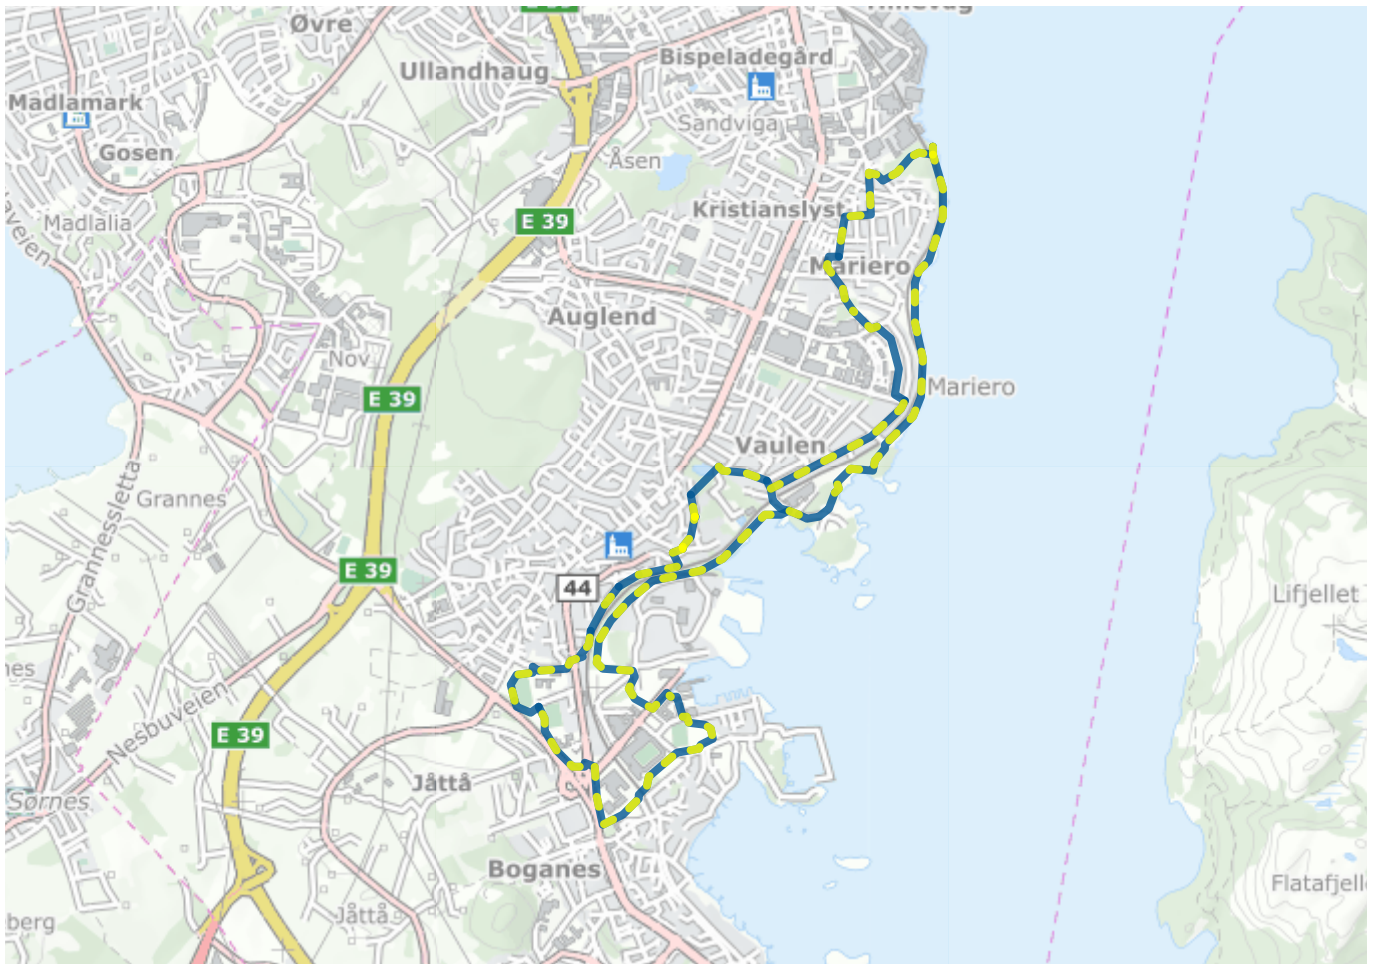 Øvre
Ullandhaug
Bispeladegård
Madlamark
Sandviga
Gosen
Åsen
Madlalia
E 39
Kristianslyst
Mariero
Auglend
Nov
E 39
Mariero
Vaulen
Grannes
Grannessletta
E 39
44
Lifjellet
Nesbuveien
E 39
Jåttå
Sørnes
Boganes
Jåttå